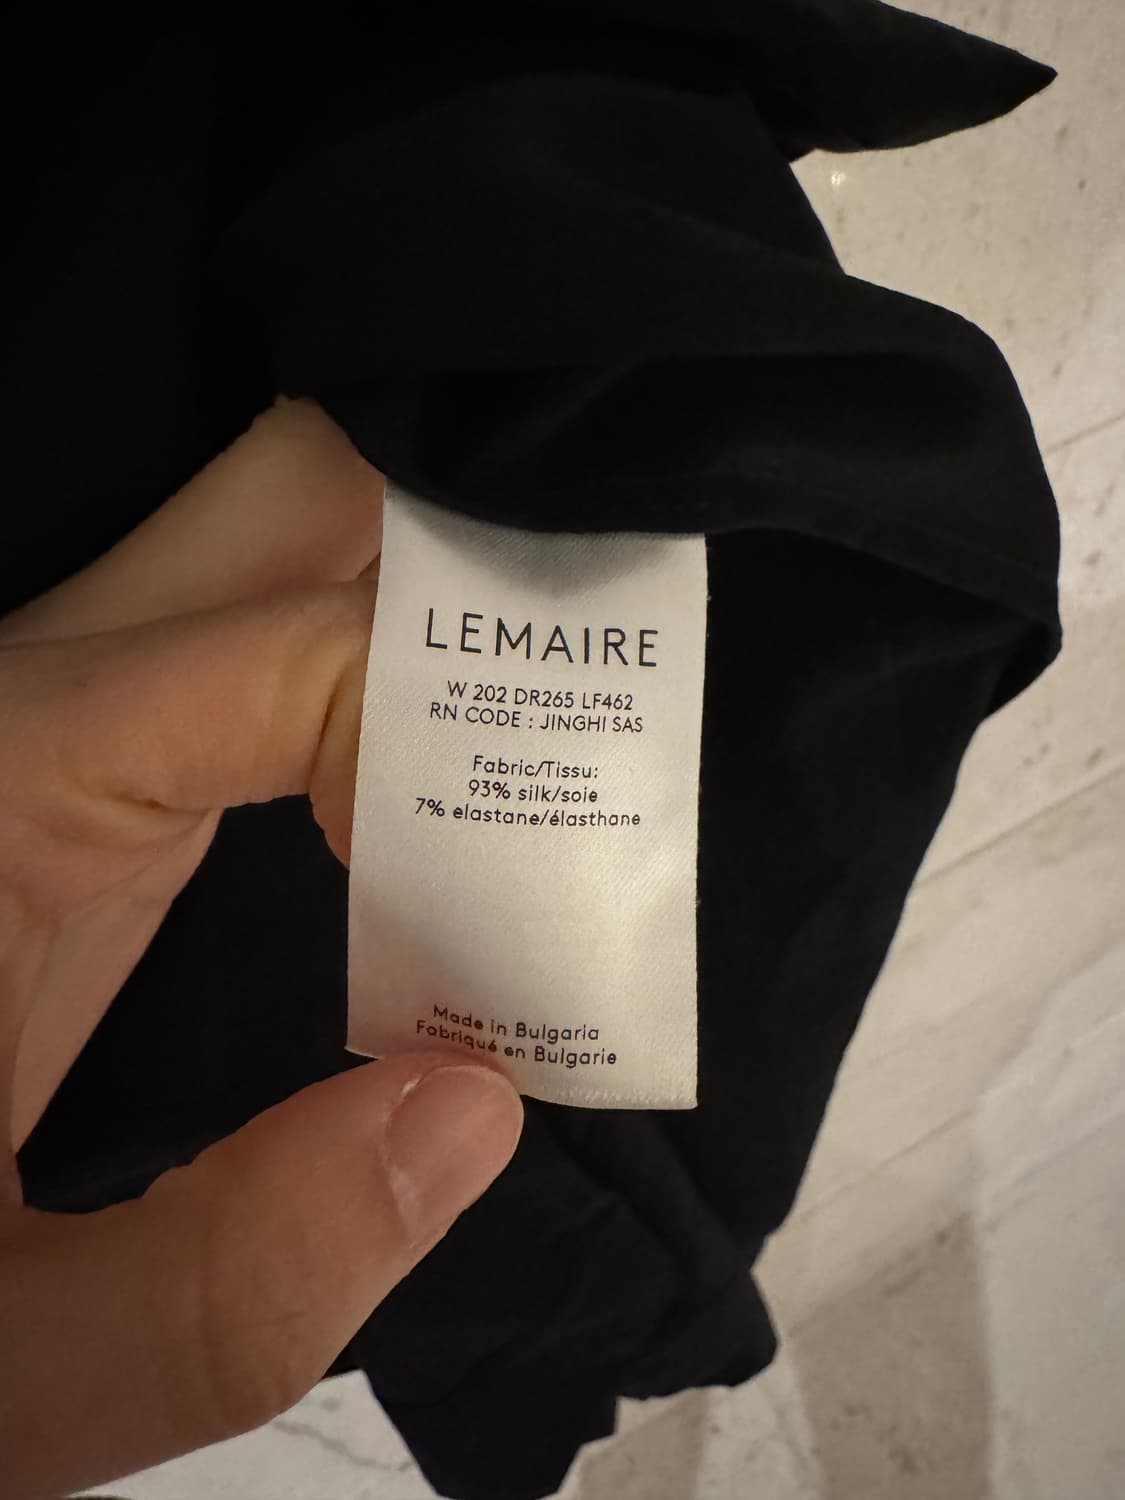 LEMAIRE
W 202 DR265 LF462
RN CODE : JINGHI SAS
Fabric/Tissu:
93% silk/soie
7% elastane/élasthane
Made in Bulgaria
Fabriqué en Bulgarie